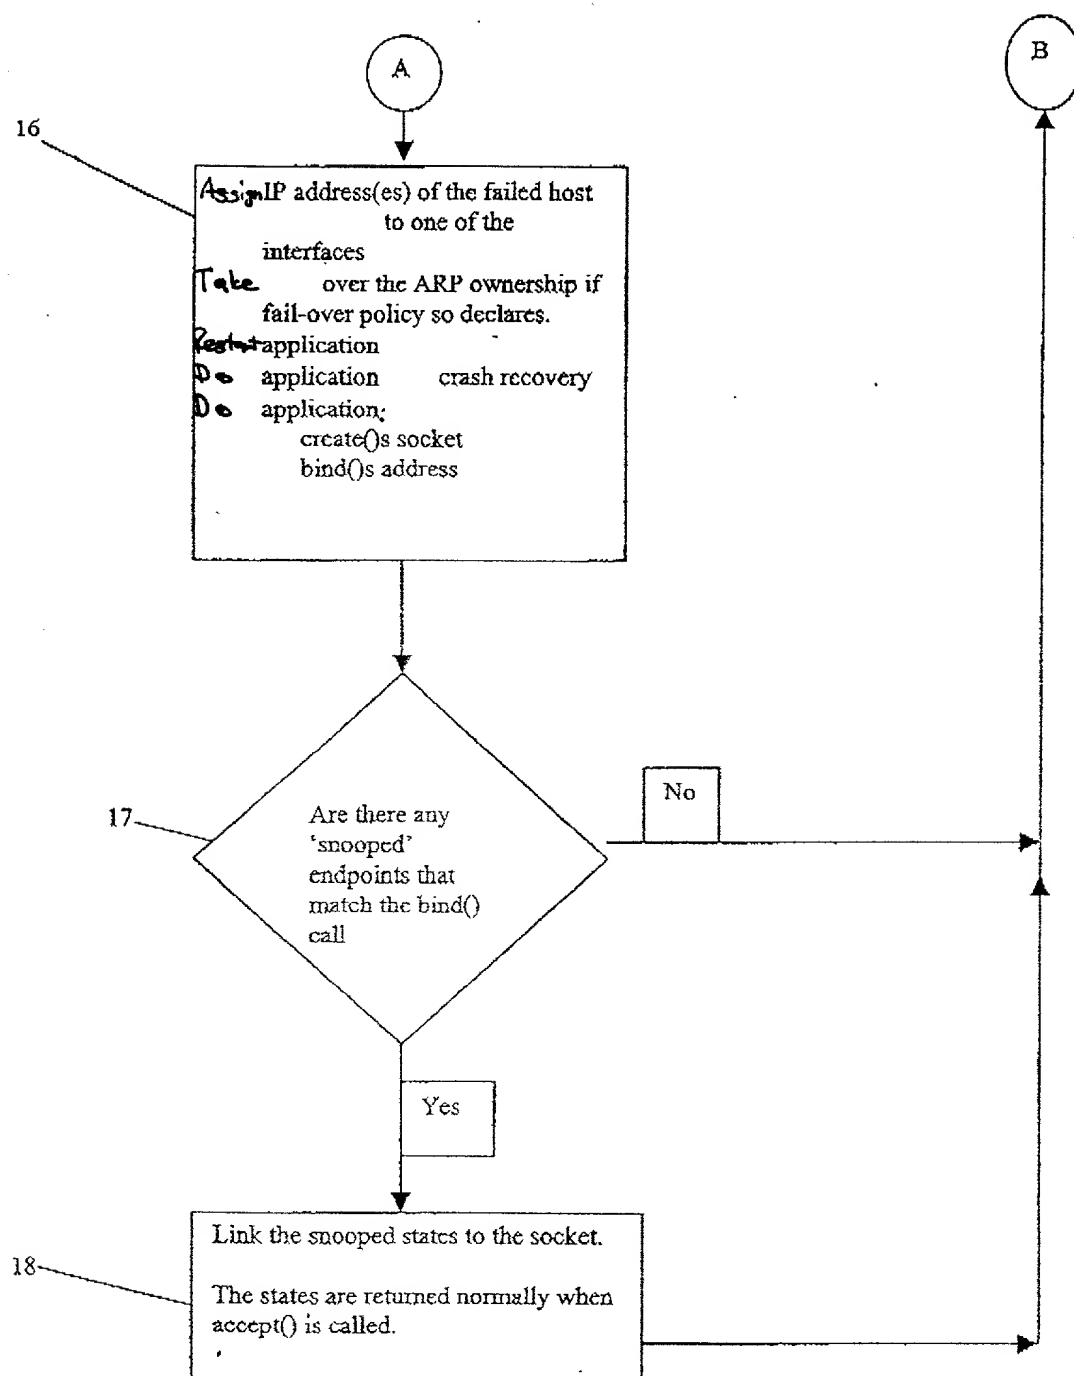 A
B
16
Assign IP address(es) of the failed host
to one of the
interfaces
Take over the ARP ownership if
fail-over policy so declares.
Restart application
Do application crash recovery
Do application:
create()s socket
bind()s address
17
Are there any
'snooped'
endpoints that
match the bind()
call
No
Yes
18
Link the snooped states to the socket.
The states are returned normally when
accept() is called.